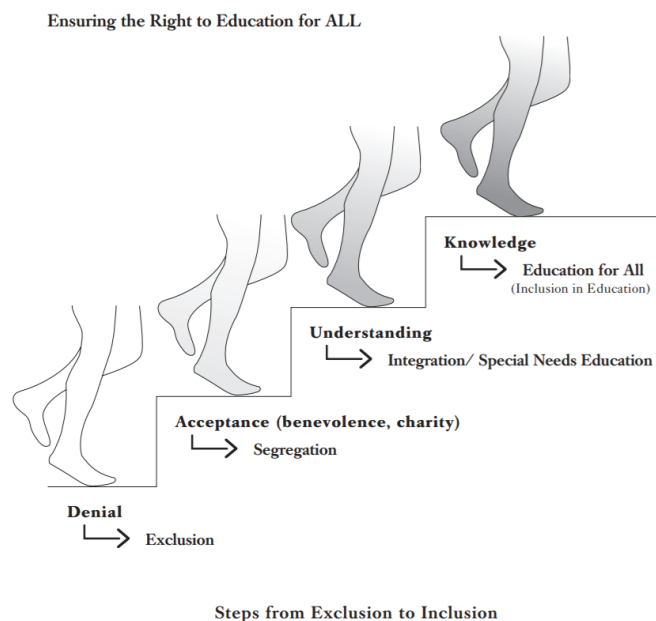 Ensuring the Right to Education for ALL
Knowledge
Education for All
(Inclusion in Education)
Understanding
Integration/ Special Needs Education
Acceptance (benevolence, charity)
Segregation
Denial
Exclusion
Steps from Exclusion to Inclusion